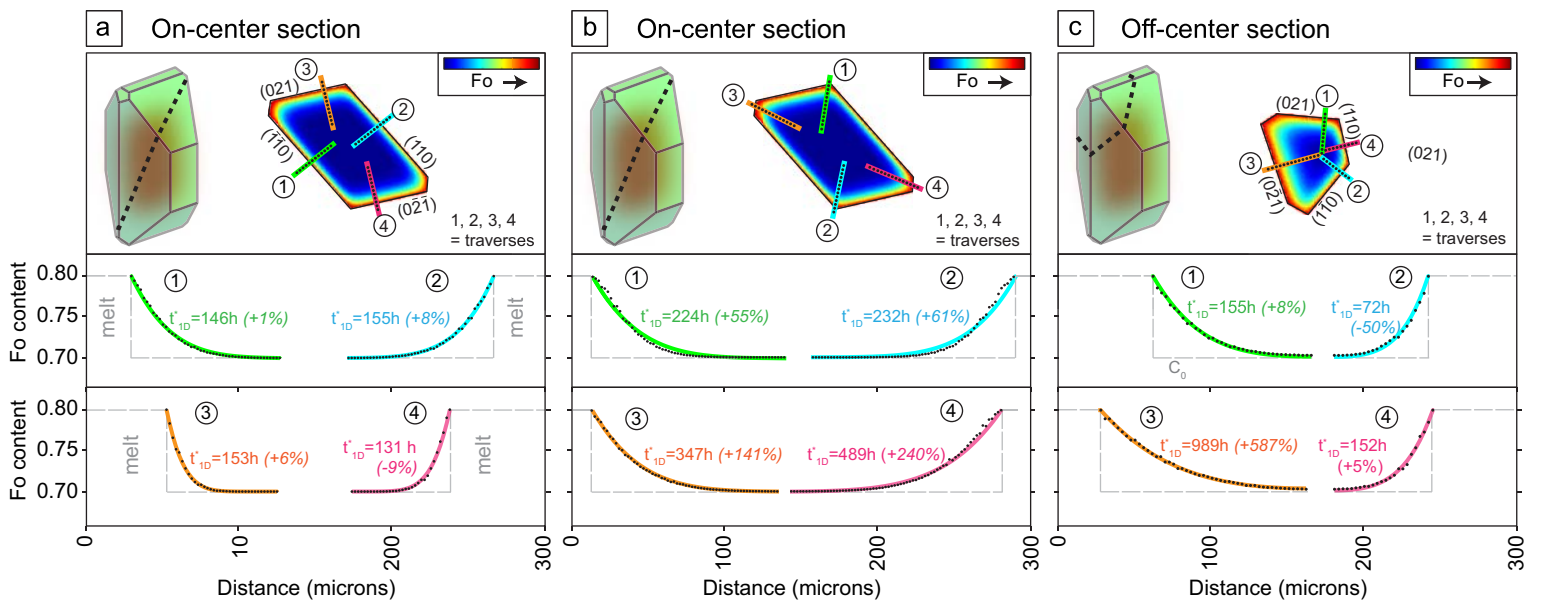 a On-center section
Fo →
3
(021)
2
(1̄1̄0)
(110)
1
(02̄1̄)
4
1, 2, 3, 4
= traverses
b On-center section
Fo →
1
3
4
2
1, 2, 3, 4
= traverses
c Off-center section
Fo →
1
(021)
(110)
4
(021)
3
2
(02̄1)
(11̄0)
1, 2, 3, 4
= traverses
Fo content
0.80
0.75
0.70
melt
1
t*1D=146h (+1%)
2
t*1D=155h (+8%)
melt
1
t*1D=224h (+55%)
2
t*1D=232h (+61%)
1
t*1D=155h (+8%)
2
t*1D=72h
(-50%)
C0
Fo content
0.80
0.75
0.70
melt
3
t*1D=153h (+6%)
4
t*1D=131 h
(-9%)
melt
3
t*1D=347h (+141%)
4
t*1D=489h (+240%)
3
t*1D=989h (+587%)
4
t*1D=152h
(+5%)
0 10 200 300
Distance (microns)
0 100 200 300
Distance (microns)
0 100 200 300
Distance (microns)